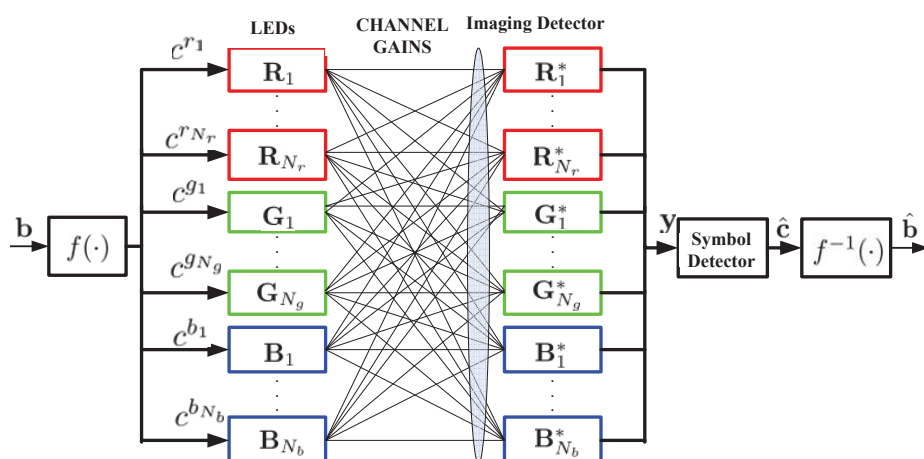 LEDs
CHANNEL
GAINS
Imaging Detector
c^{r_1}
R_1
R_1^*
c^{r_{N_r}}
R_{N_r}
R_{N_r}^*
c^{g_1}
G_1
G_1^*
b
f(·)
y
Symbol
Detector
ĉ
f^{-1}(·)
b̂
c^{g_{N_g}}
G_{N_g}
G_{N_g}^*
c^{b_1}
B_1
B_1^*
c^{b_{N_b}}
B_{N_b}
B_{N_b}^*